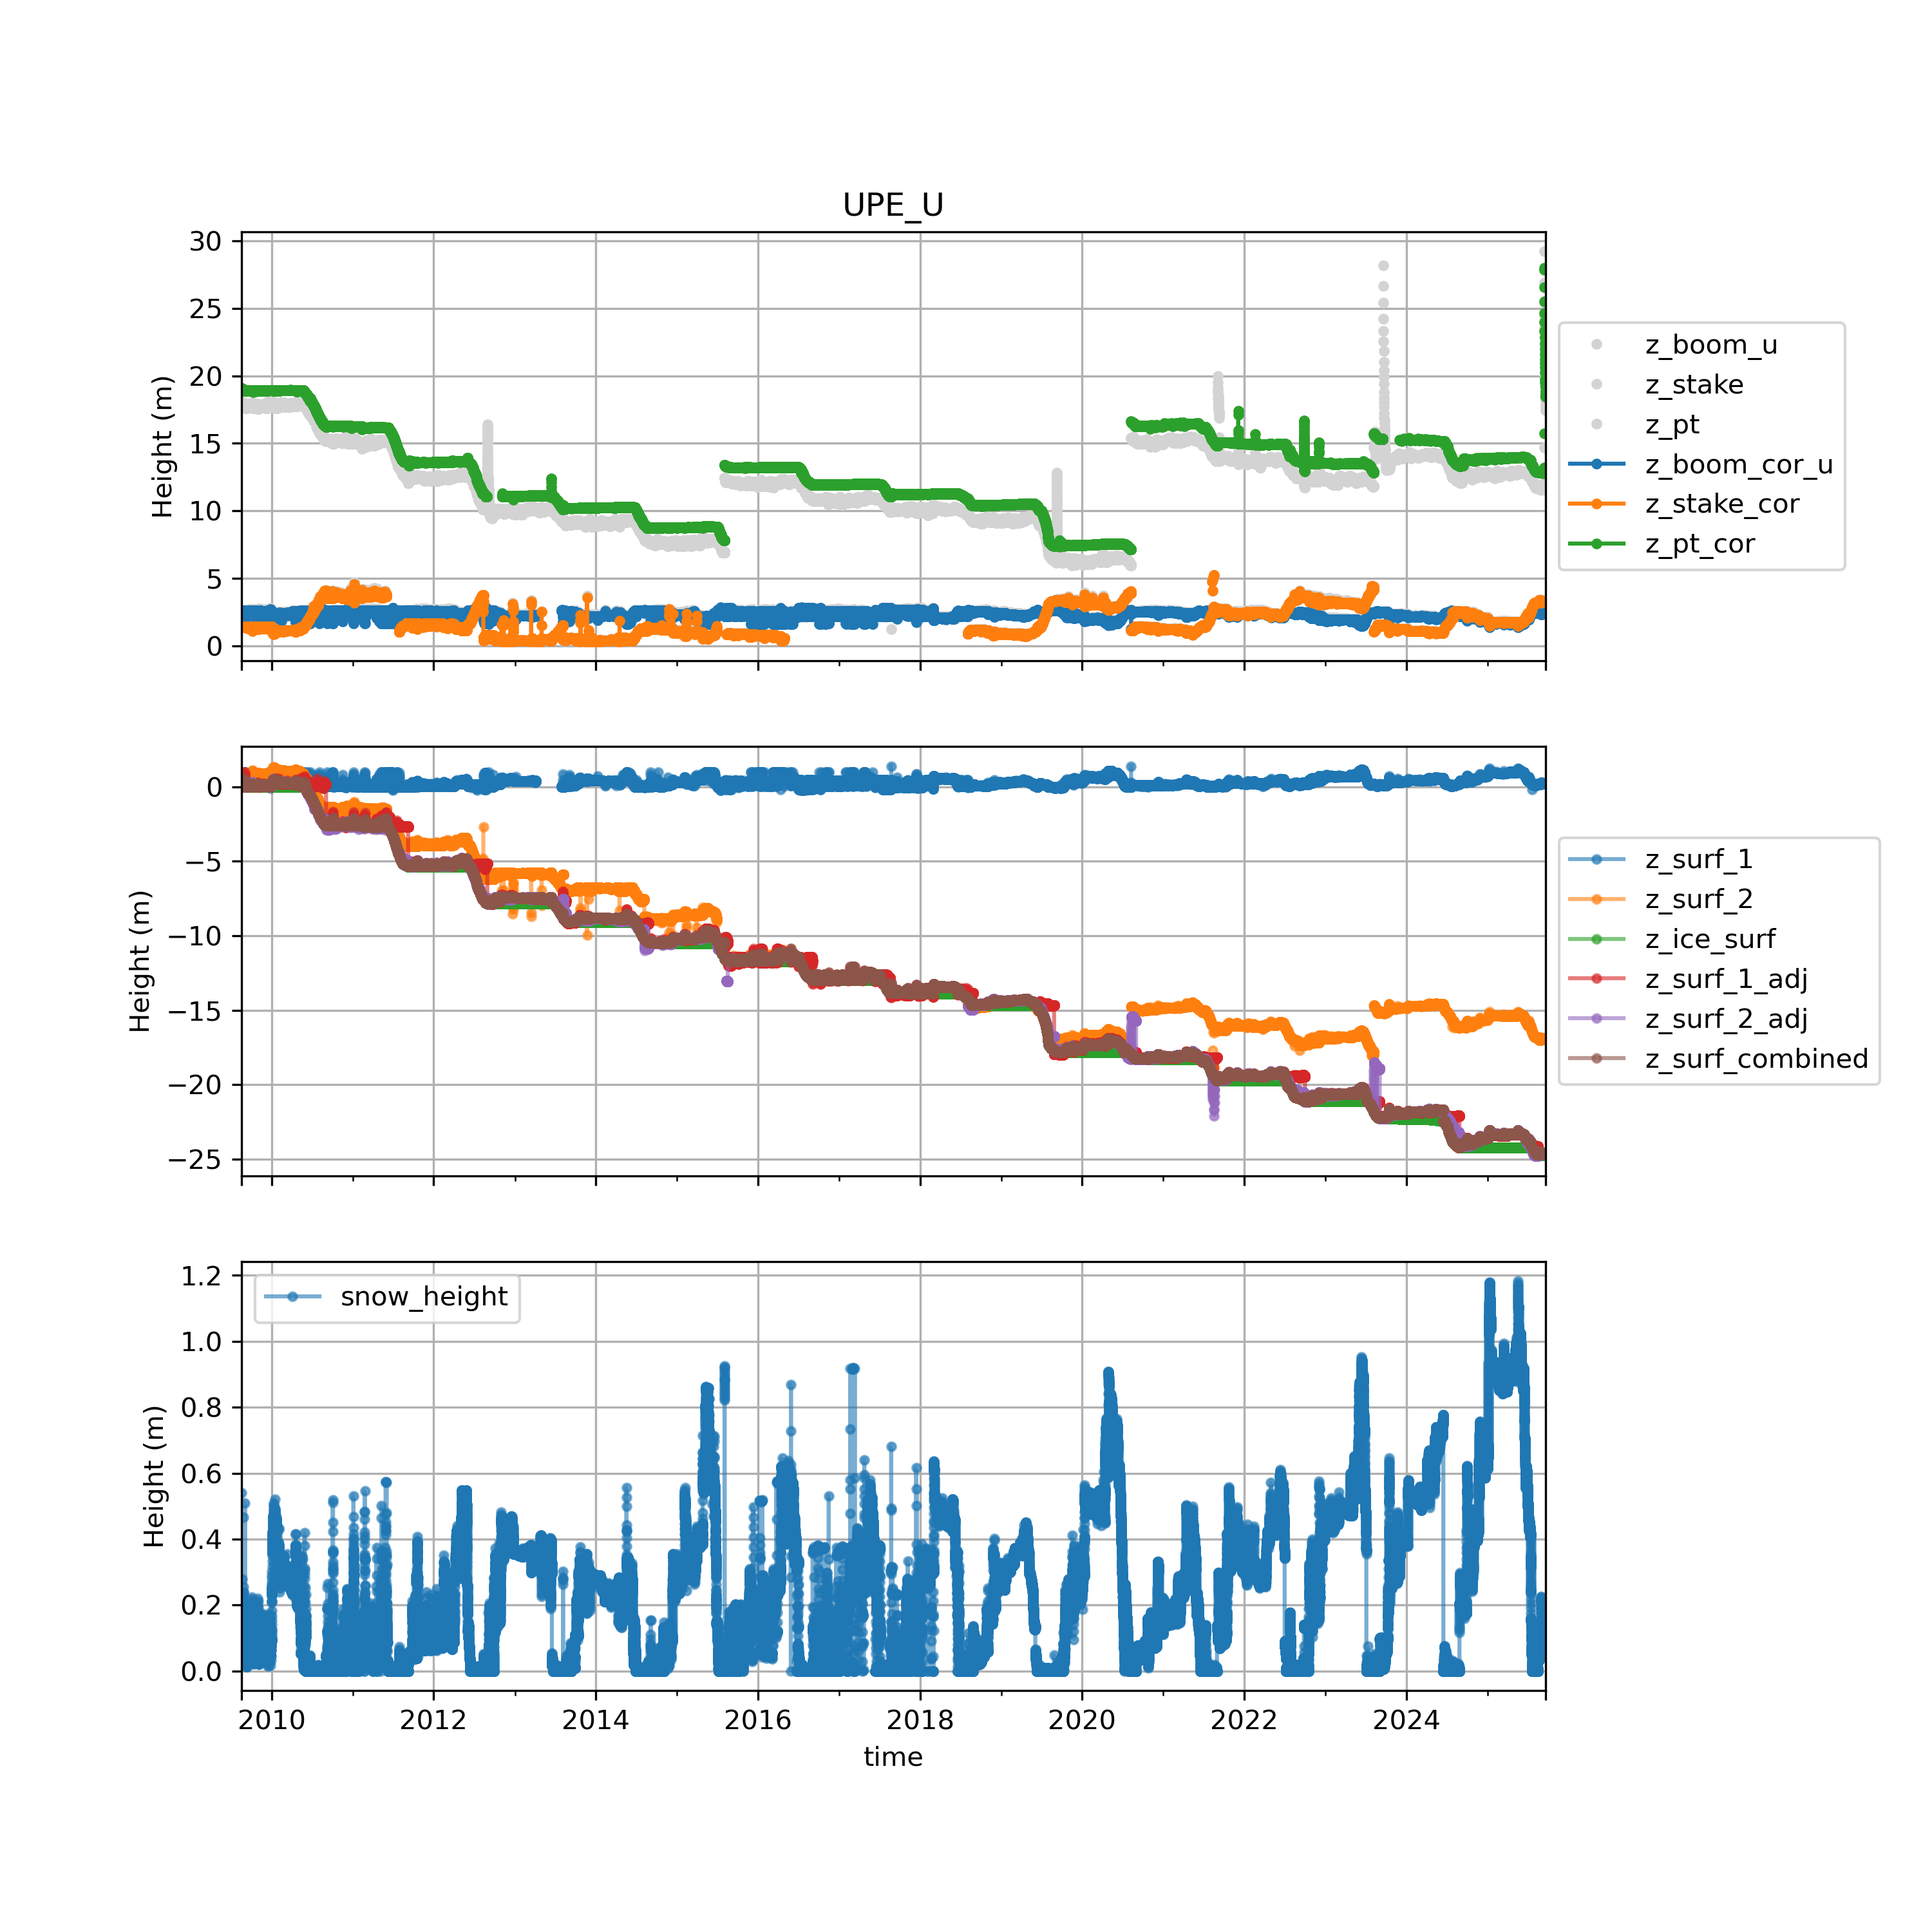 UPE_U
30
25
20
15
10
5
0
Height (m)
z_boom_u
z_stake
z_pt
z_boom_cor_u
z_stake_cor
z_pt_cor
0
−5
−10
−15
−20
−25
Height (m)
z_surf_1
z_surf_2
z_ice_surf
z_surf_1_adj
z_surf_2_adj
z_surf_combined
1.2
1.0
0.8
0.6
0.4
0.2
0.0
Height (m)
snow_height
2010 2012 2014 2016 2018 2020 2022 2024
time